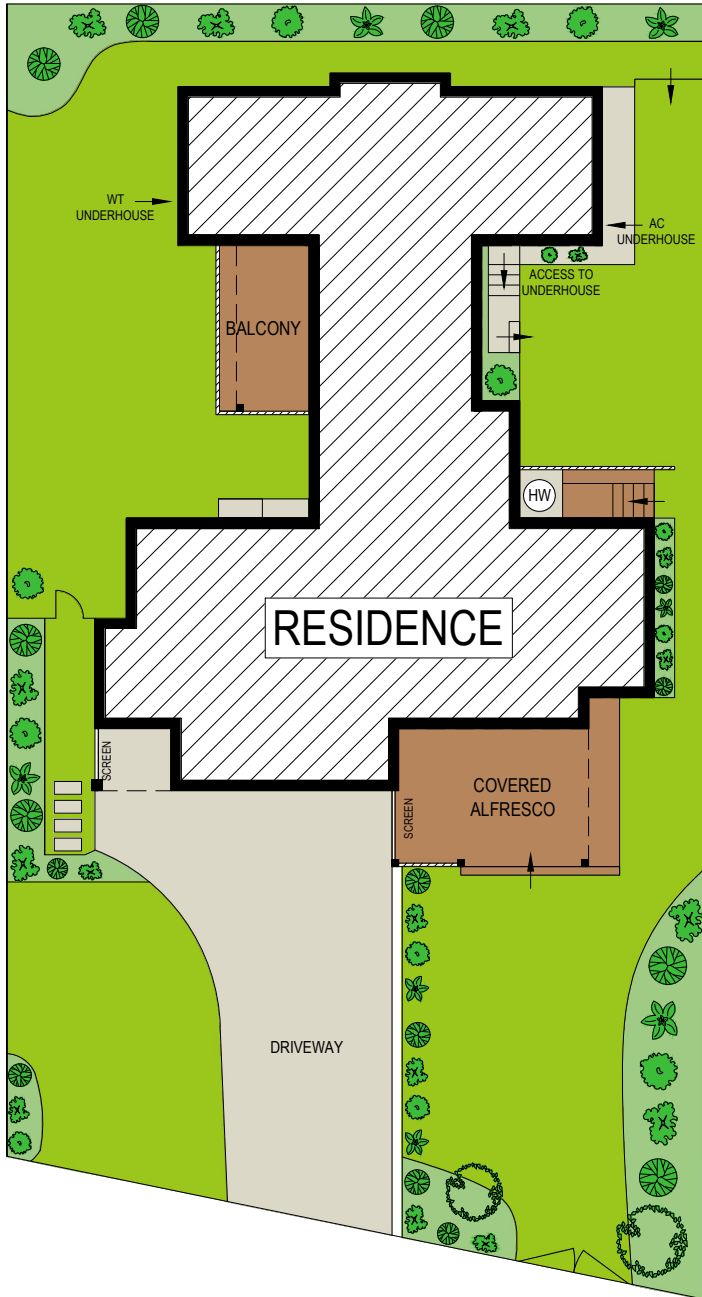 WT
UNDERHOUSE
AC
UNDERHOUSE
ACCESS TO
UNDERHOUSE
BALCONY
HW
RESIDENCE
SCREEN
COVERED
ALFRESCO
SCREEN
DRIVEWAY